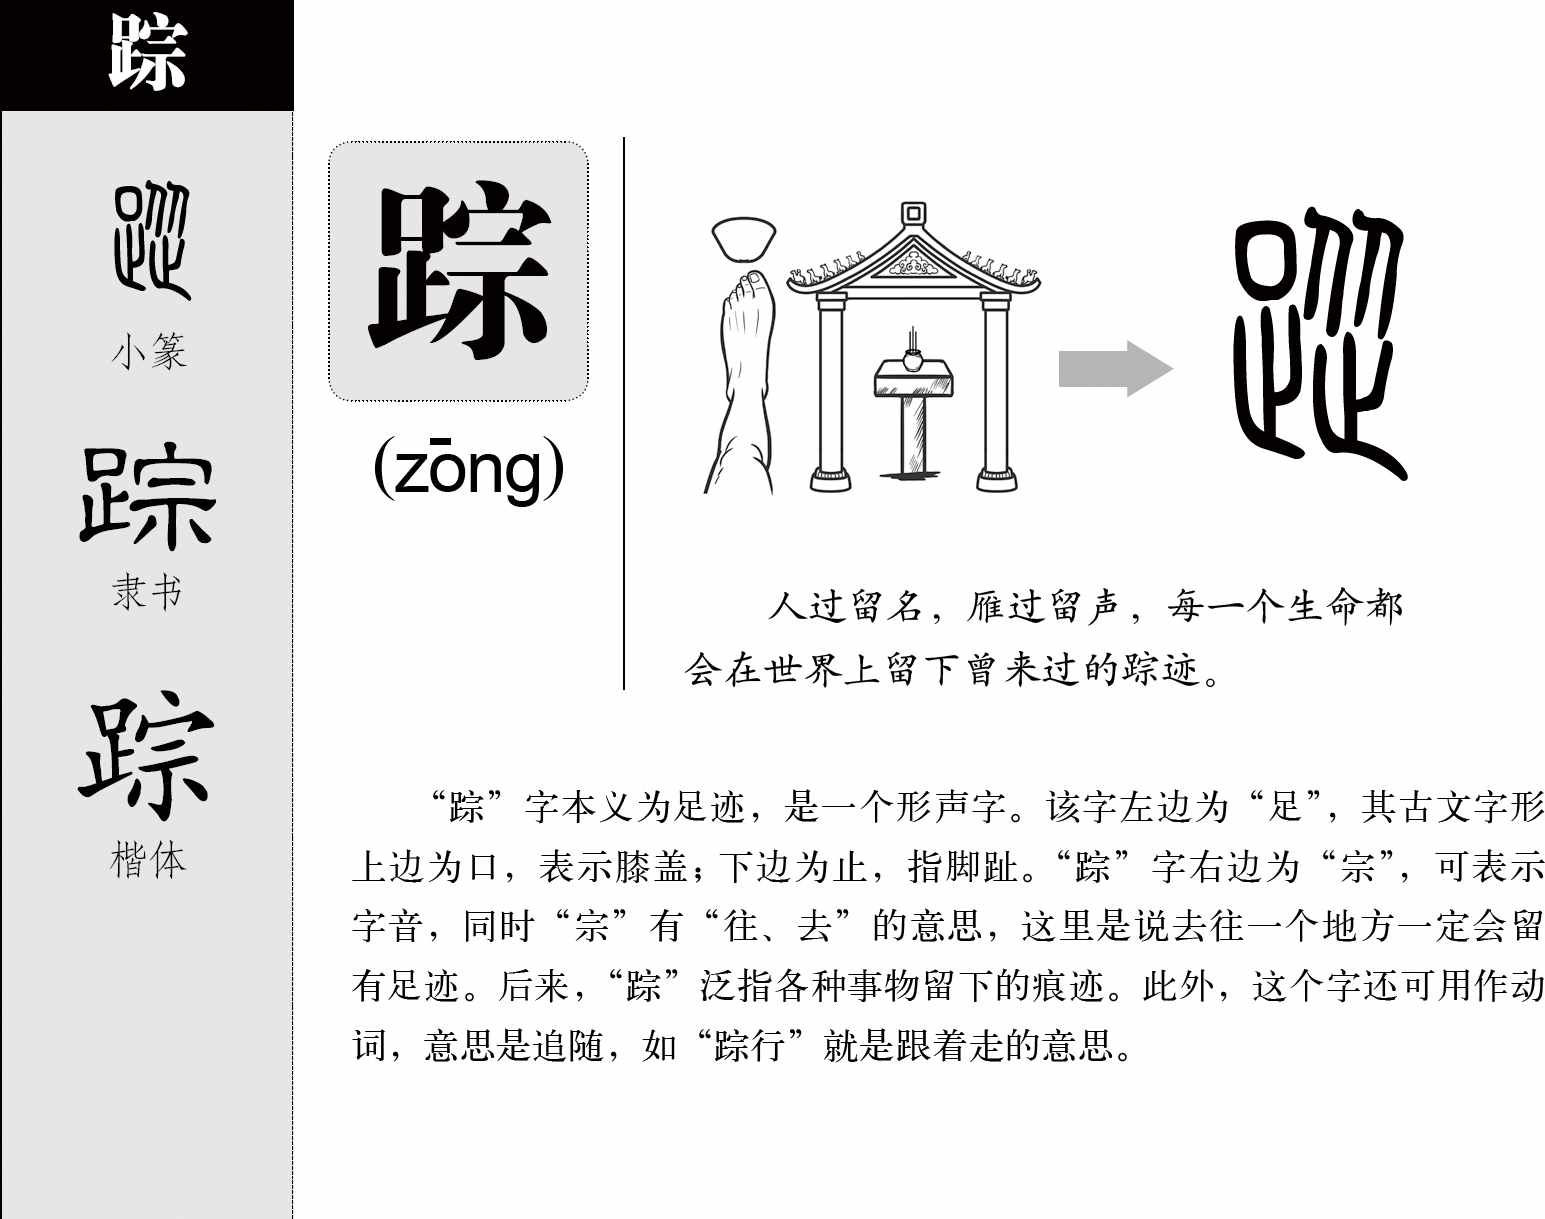 踪
小篆
隶书
楷体
踪
(zōng)
人过留名，雁过留声，每一个生命都
会在世界上留下曾来过的踪迹。
“踪”字本义为足迹，是一个形声字。该字左边为“足”，其古文字形
上边为口，表示膝盖；下边为止，指脚趾。“踪”字右边为“宗”，可表示
字音，同时“宗”有“往、去”的意思，这里是说去往一个地方一定会留
有足迹。后来，“踪”泛指各种事物留下的痕迹。此外，这个字还可用作动
词，意思是追随，如“踪行”就是跟着走的意思。